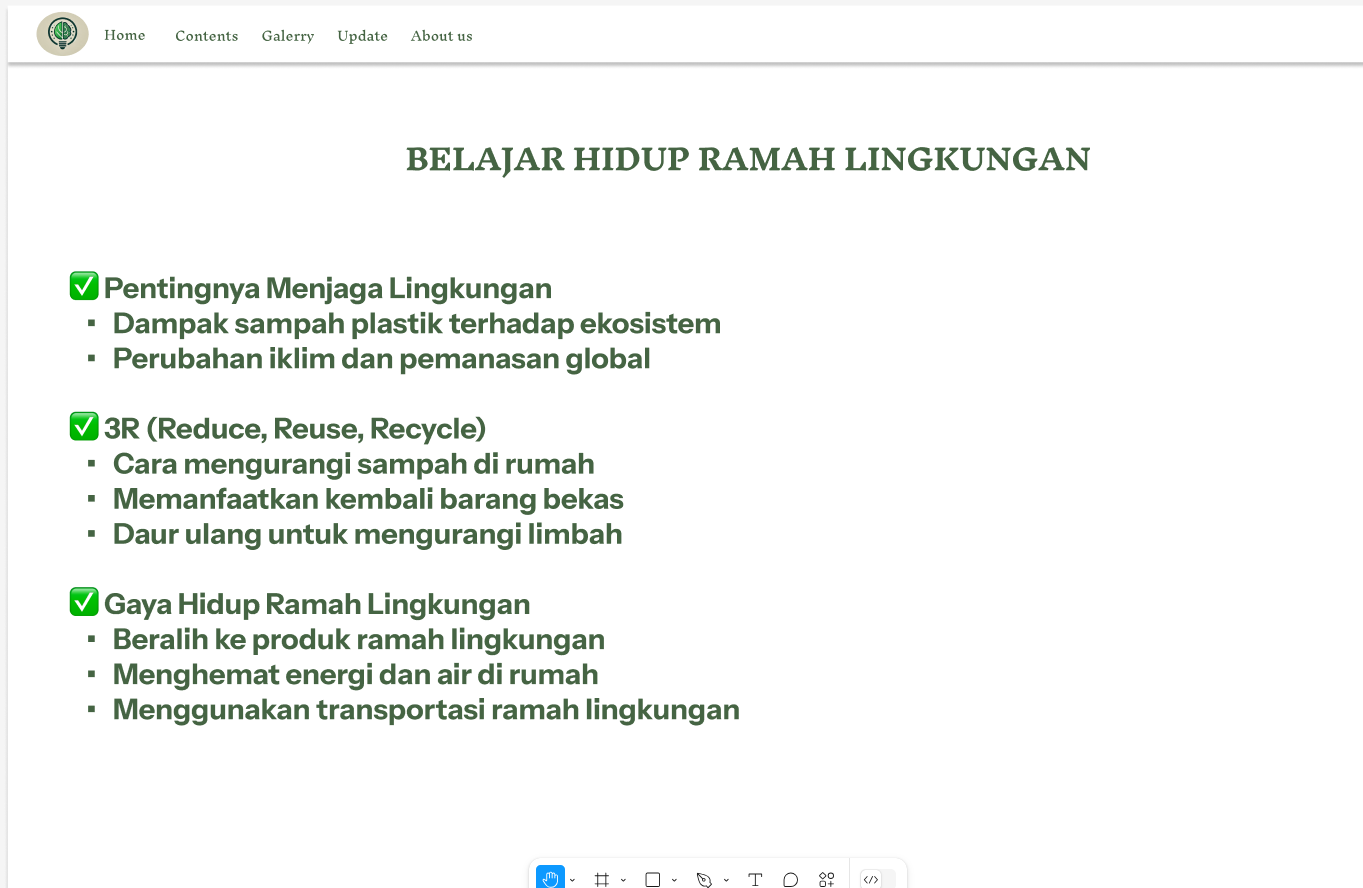 Home Contents Galerry Update About us
BELAJAR HIDUP RAMAH LINGKUNGAN
✅ Pentingnya Menjaga Lingkungan
▪ Dampak sampah plastik terhadap ekosistem
▪ Perubahan iklim dan pemanasan global
✅ 3R (Reduce, Reuse, Recycle)
▪ Cara mengurangi sampah di rumah
▪ Memanfaatkan kembali barang bekas
▪ Daur ulang untuk mengurangi limbah
✅ Gaya Hidup Ramah Lingkungan
▪ Beralih ke produk ramah lingkungan
▪ Menghemat energi dan air di rumah
▪ Menggunakan transportasi ramah lingkungan